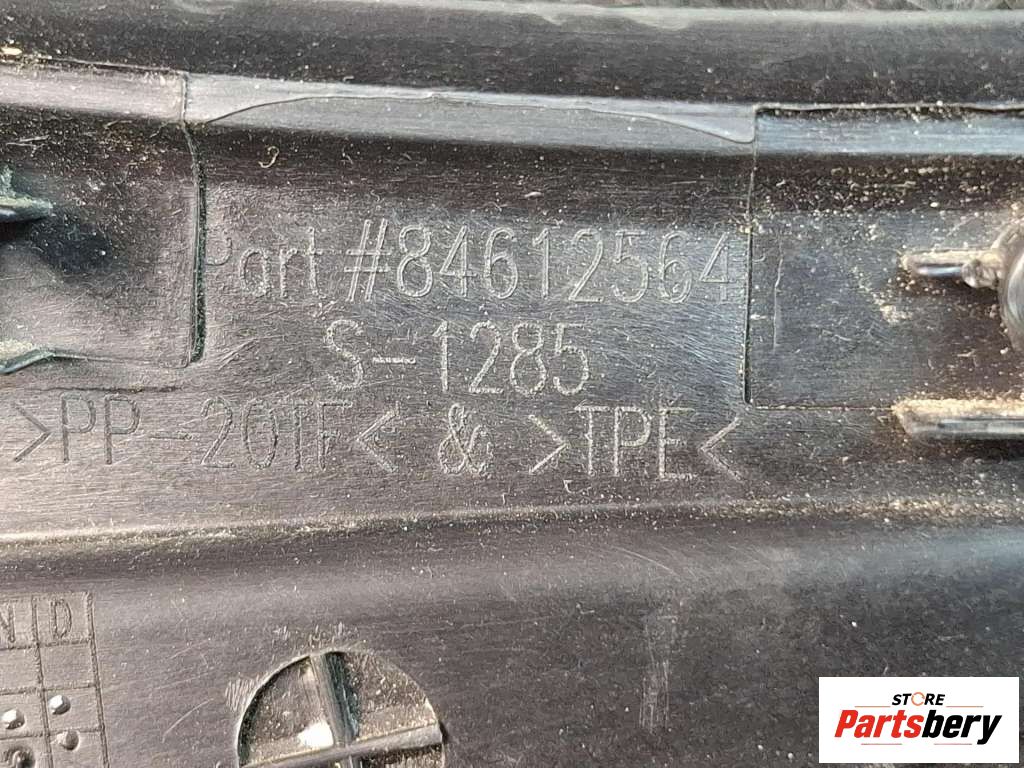 Part #84612564
S-1285
>PP-20TF< & >TPE<
N D
STORE
Partsbery